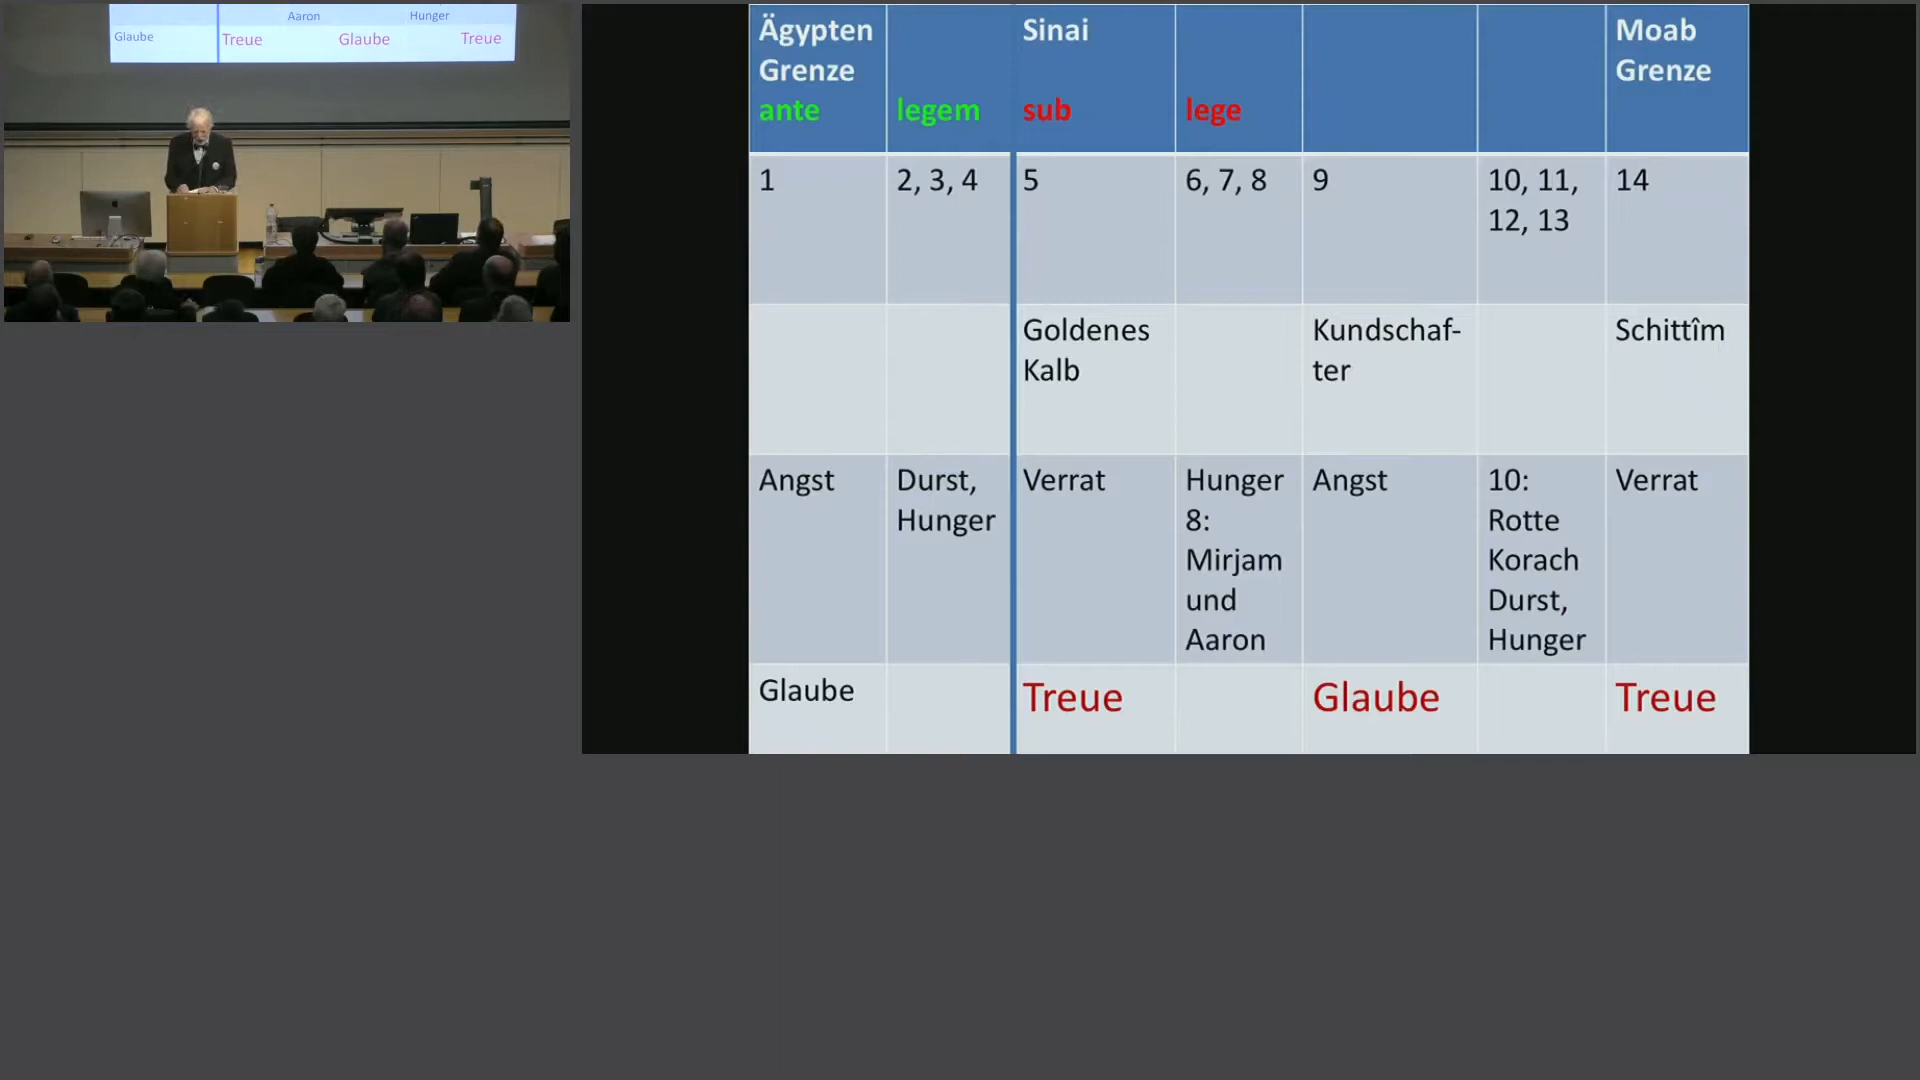 Aaron
Hunger
Glaube
Treue
Glaube
Treue
Ägypten
Grenze
ante
legem
Sinai
sub
lege
Moab
Grenze
1
2, 3, 4
5
6, 7, 8
9
10, 11,
12, 13
14
Goldenes
Kalb
Kundschaf-
ter
Schittîm
Angst
Durst,
Hunger
Verrat
Hunger
8:
Mirjam
und
Aaron
Angst
10:
Rotte
Korach
Durst,
Hunger
Verrat
Glaube
Treue
Glaube
Treue